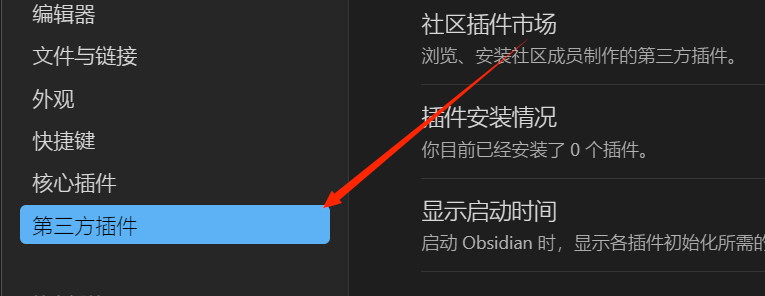 编辑器
文件与链接
外观
快捷键
核心插件
第三方插件
社区插件市场
浏览、安装社区成员制作的第三方插件。
插件安装情况
你目前已经安装了 0 个插件。
显示启动时间
启动 Obsidian 时，显示各插件初始化所需的